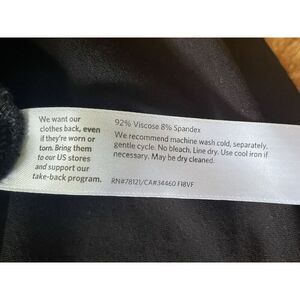 We want our
clothes back, even
if they're worn or
torn. Bring them
to our US stores
and support our
take-back program.
92% Viscose 8% Spandex
We recommend machine wash cold, separately,
gentle cycle. No bleach. Line dry. Use cool iron if
necessary. May be dry cleaned.
RN#78121/CA#34460 F18VF